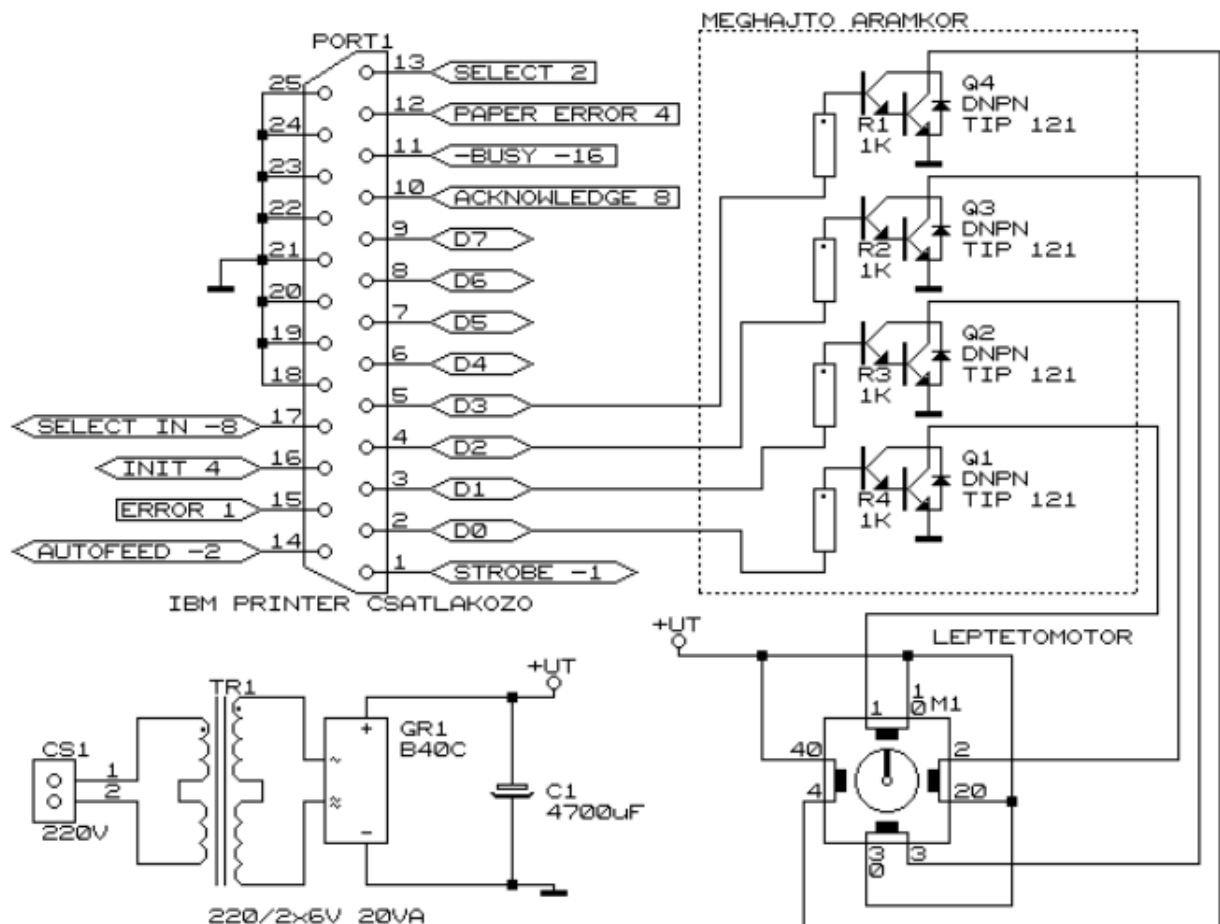 MEGHAJTO ARAMKOR
PORT1
25
24
23
22
21
20
19
18
17
16
15
14
13
12
11
10
9
8
7
6
5
4
3
2
1
SELECT 2
PAPER ERROR 4
-BUSY -16
ACKNOWLEDGE 8
D7
D6
D5
D4
D3
D2
D1
D0
STROBE -1
SELECT IN -8
INIT 4
ERROR 1
AUTOFEED -2
IBM PRINTER CSATLAKOZO
R1
1K
Q4
DNPN
TIP 121
R2
1K
Q3
DNPN
TIP 121
R3
1K
Q2
DNPN
TIP 121
R4
1K
Q1
DNPN
TIP 121
+UT
LEPTETOMOTOR
1
10
M1
40
4
2
20
30
3
CS1
1
2
220V
TR1
~
≈
+
-
GR1
B40C
+UT
C1
4700uF
220/2x6V 20VA